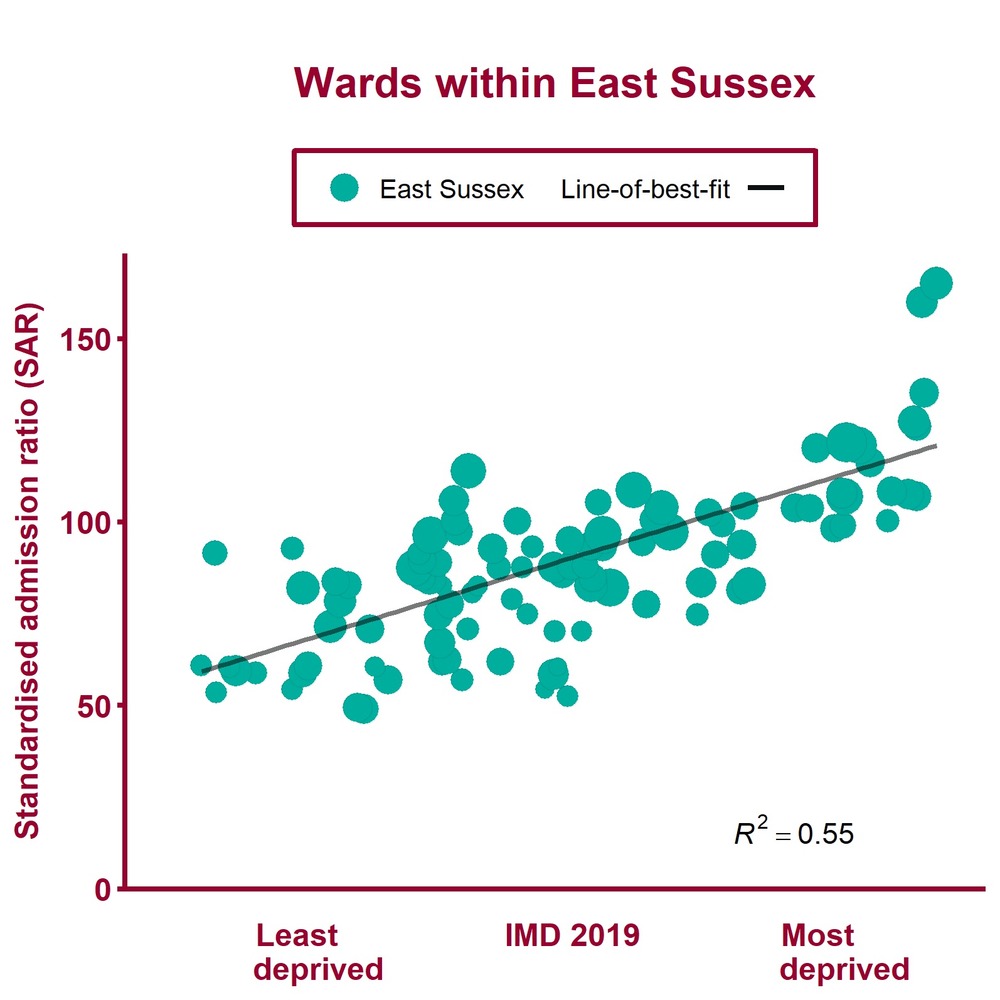 Wards within East Sussex
East Sussex Line-of-best-fit
Standardised admission ratio (SAR)
150
100
50
0
R² = 0.55
Least deprived
IMD 2019
Most deprived